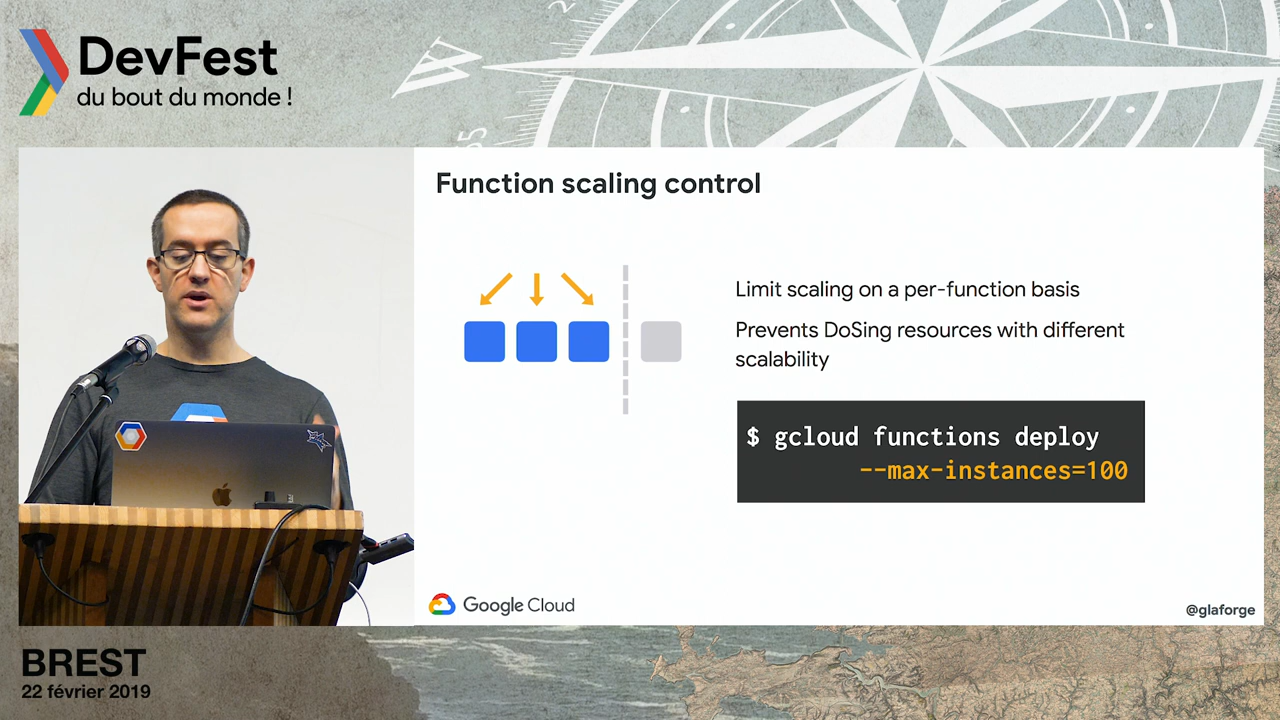 DevFest
du bout du monde !
W
Function scaling control
Limit scaling on a per-function basis
Prevents DoSing resources with different
scalability
$ gcloud functions deploy
--max-instances=100
Google Cloud
@glaforge
BREST
22 février 2019